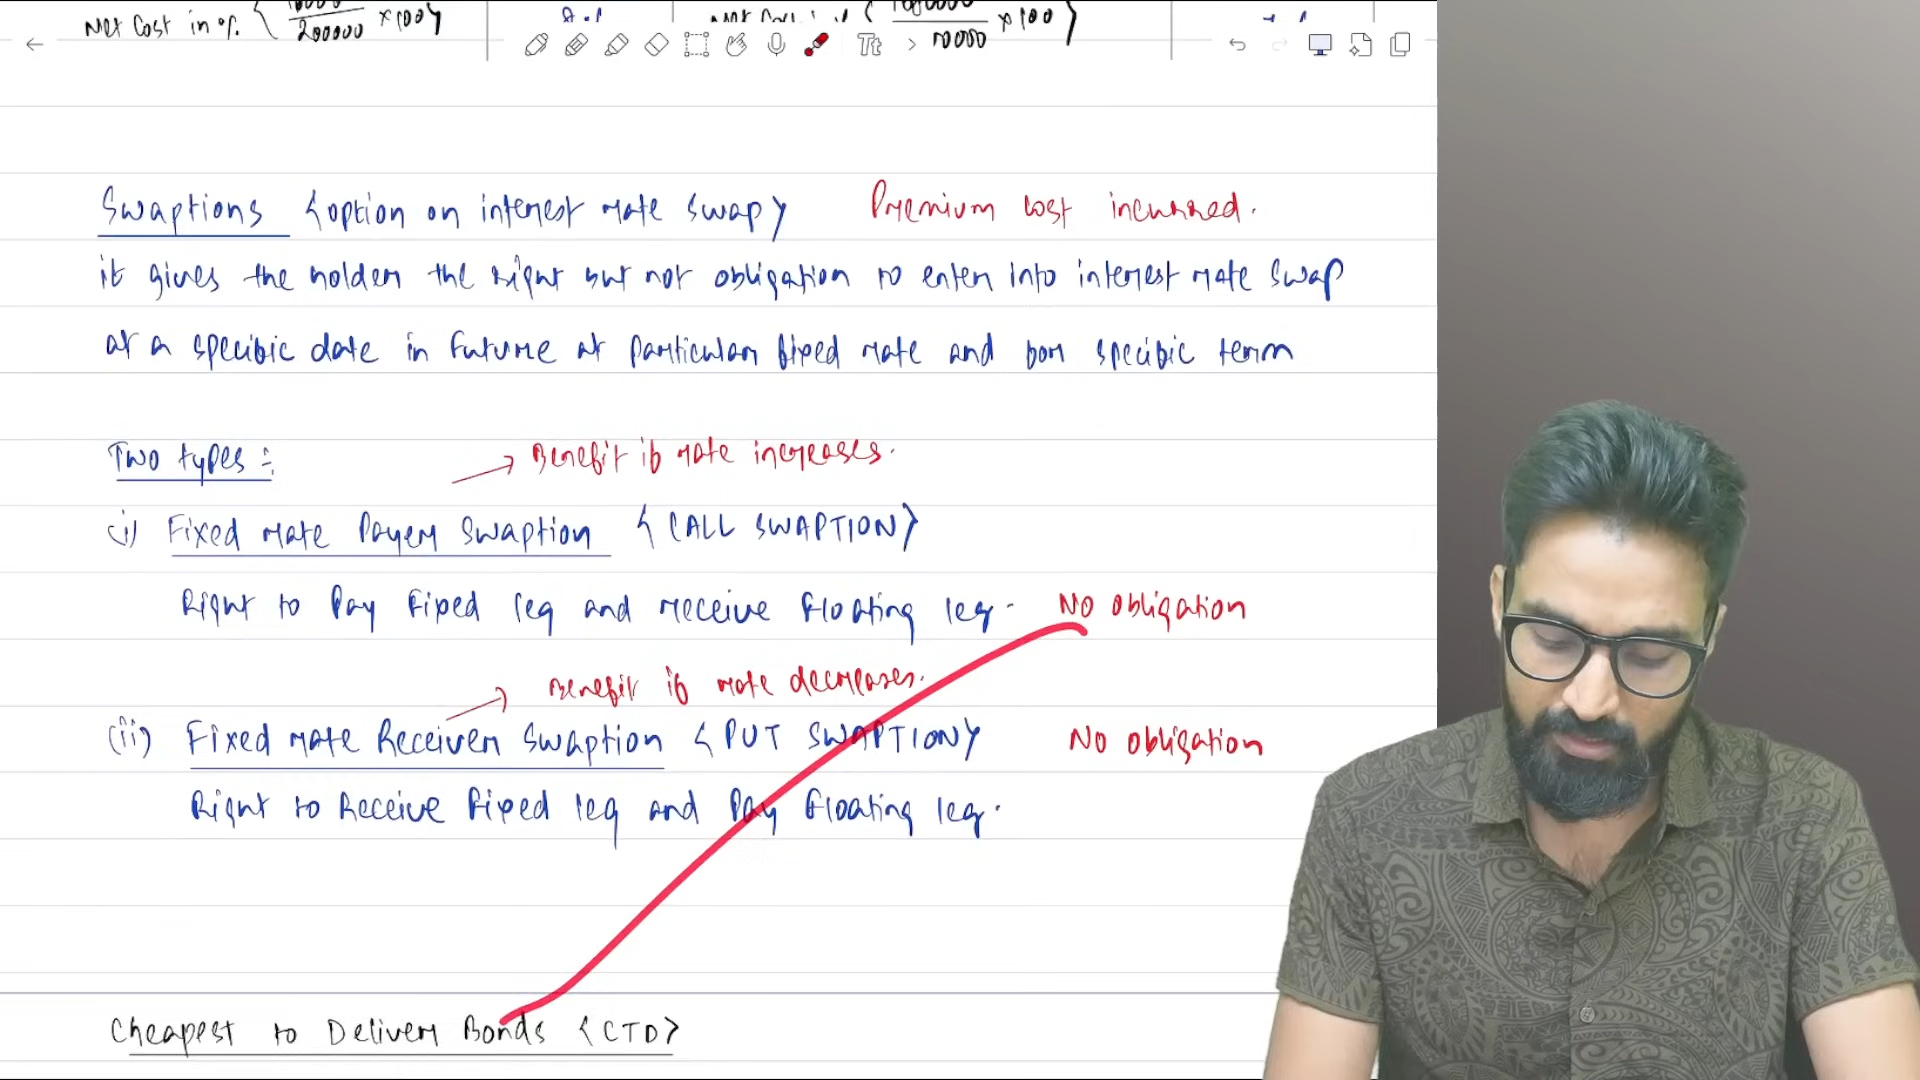 Net Cost in %. { /200000 × 100 }
/10000 × 100 }
Tt
Swaptions {option on interest rate swap} Premium cost incurred.
it gives the holder the right but not obligation to enter into interest rate swap
at a specific date in future at particular fixed rate and for specific term
Two types :- → Benefit if rate increases.
(i) Fixed rate Payer Swaption {CALL SWAPTION}
Right to Pay Fixed leg and receive Floating leg. No obligation
→ Benefit if rate decreases.
(ii) Fixed rate Receiver Swaption {PUT SWAPTION} No obligation
Right to Receive Fixed leg and Pay Floating leg.
Cheapest to Deliver Bonds {CTD}